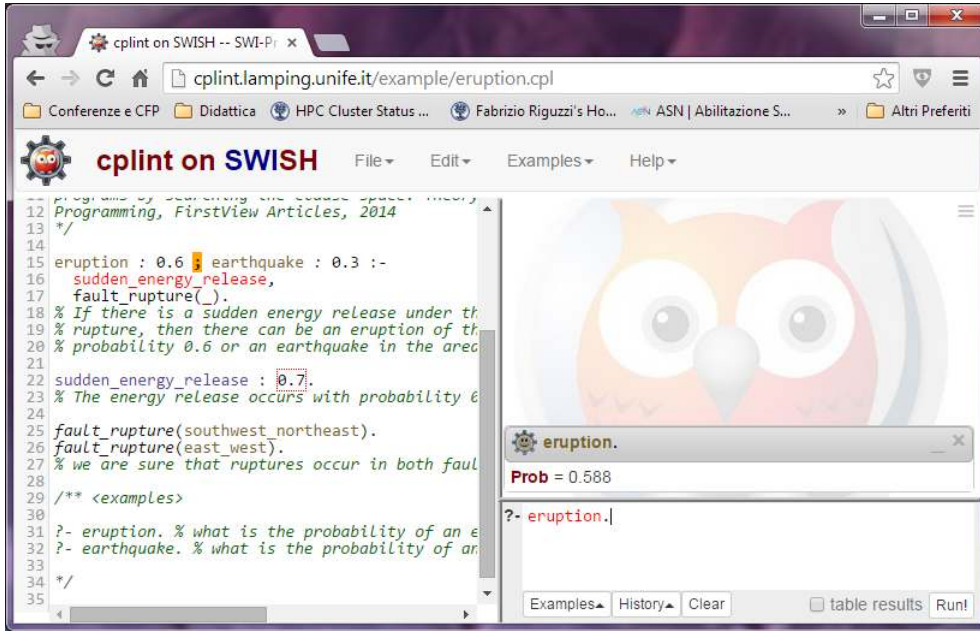 cplint on SWISH -- SWI-Pr
cplint.lamping.unife.it/example/eruption.cpl
Conferenze e CFP Didattica HPC Cluster Status ... Fabrizio Riguzzi's Ho... ASN | Abilitazione S... » Altri Preferiti
cplint on SWISH File Edit Examples Help
programs by searching the clause space. Theory
12 Programming, FirstView Articles, 2014
13 */
14
15 eruption : 0.6 ; earthquake : 0.3 :-
16 sudden_energy_release,
17 fault_rupture(_).
18 % If there is a sudden energy release under th
19 % rupture, then there can be an eruption of th
20 % probability 0.6 or an earthquake in the area
21
22 sudden_energy_release : 0.7.
23 % The energy release occurs with probability 0
24
25 fault_rupture(southwest_northeast).
26 fault_rupture(east_west).
27 % we are sure that ruptures occur in both faul
28
29 /** <examples>
30
31 ?- eruption. % what is the probability of an e
32 ?- earthquake. % what is the probability of an
33
34 */
35
eruption.
Prob = 0.588
?- eruption.
Examples History Clear table results Run!